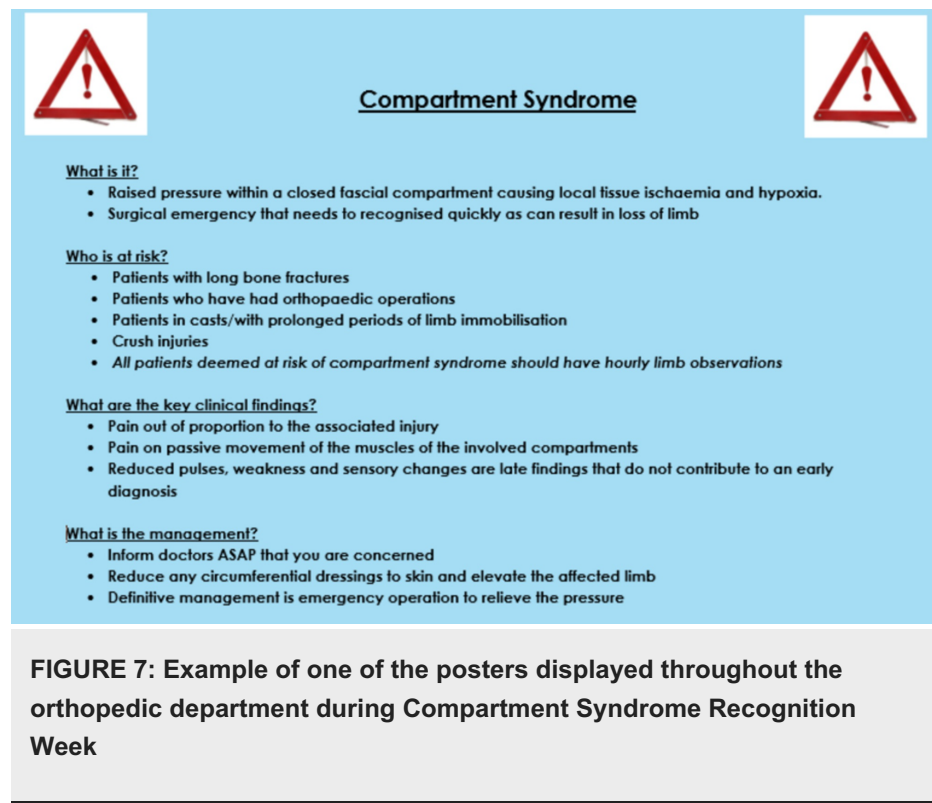 Compartment Syndrome
What is it?
• Raised pressure within a closed fascial compartment causing local tissue ischaemia and hypoxia.
• Surgical emergency that needs to recognised quickly as can result in loss of limb
Who is at risk?
• Patients with long bone fractures
• Patients who have had orthopaedic operations
• Patients in casts/with prolonged periods of limb immobilisation
• Crush injuries
• All patients deemed at risk of compartment syndrome should have hourly limb observations
What are the key clinical findings?
• Pain out of proportion to the associated injury
• Pain on passive movement of the muscles of the involved compartments
• Reduced pulses, weakness and sensory changes are late findings that do not contribute to an early
diagnosis
What is the management?
• Inform doctors ASAP that you are concerned
• Reduce any circumferential dressings to skin and elevate the affected limb
• Definitive management is emergency operation to relieve the pressure
FIGURE 7: Example of one of the posters displayed throughout the
orthopedic department during Compartment Syndrome Recognition
Week